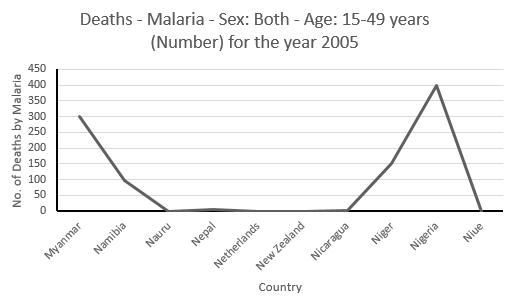 Deaths - Malaria - Sex: Both - Age: 15-49 years
(Number) for the year 2005
No. of Deaths by Malaria
450
400
350
300
250
200
150
100
50
0
Myanmar
Namibia
Nauru
Nepal
Netherlands
New Zealand
Nicaragua
Niger
Nigeria
Niue
Country